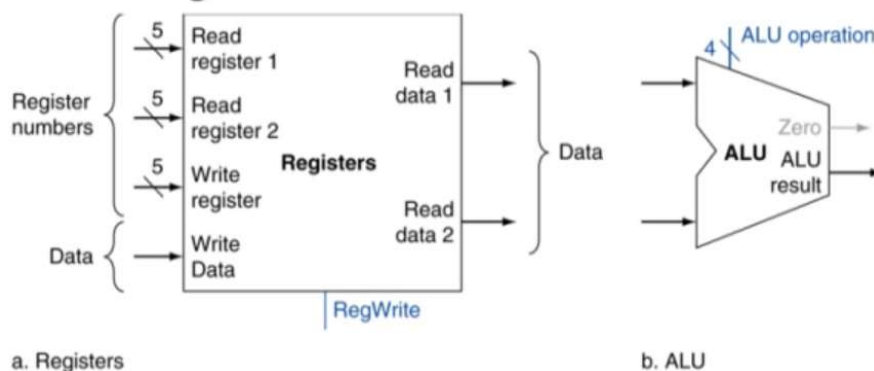 5
Read
register 1
5
Read
register 2
5
Write
register
Write
Data
Register
numbers
Data
Registers
Read
data 1
Read
data 2
Data
RegWrite
4
ALU operation
Zero
ALU
ALU
result
a. Registers
b. ALU